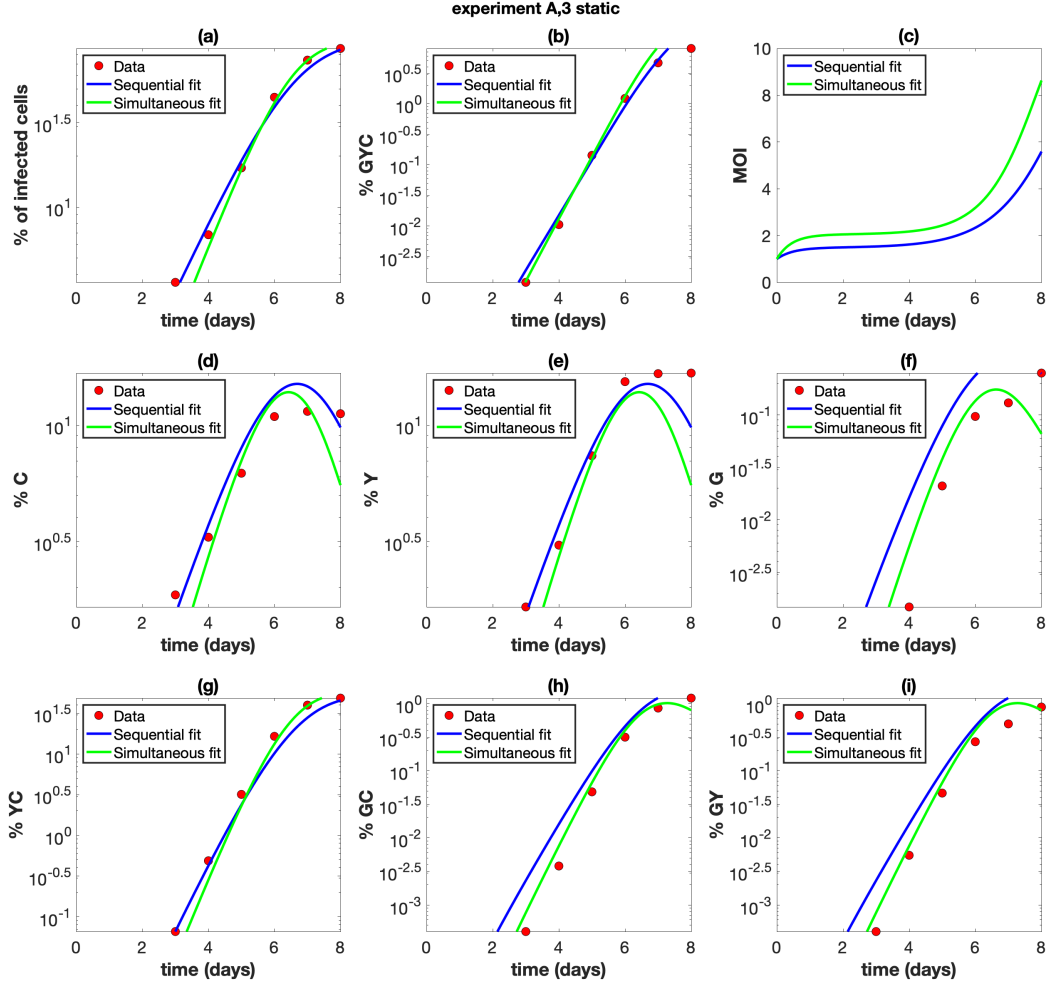 experiment A,3 static
(a)
Data
Sequential fit
Simultaneous fit
% of infected cells
10^1.5
10^1
0 2 4 6 8
time (days)
(b)
Data
Sequential fit
Simultaneous fit
% GYC
10^0.5
10^0
10^-0.5
10^-1
10^-1.5
10^-2
10^-2.5
0 2 4 6 8
time (days)
(c)
Sequential fit
Simultaneous fit
MOI
10
8
6
4
2
0
0 2 4 6 8
time (days)
(d)
Data
Sequential fit
Simultaneous fit
% C
10^1
10^0.5
0 2 4 6 8
time (days)
(e)
Data
Sequential fit
Simultaneous fit
% Y
10^1
10^0.5
0 2 4 6 8
time (days)
(f)
Data
Sequential fit
Simultaneous fit
% G
10^-1
10^-1.5
10^-2
10^-2.5
0 2 4 6 8
time (days)
(g)
Data
Sequential fit
Simultaneous fit
% YC
10^1.5
10^1
10^0.5
10^0
10^-0.5
10^-1
0 2 4 6 8
time (days)
(h)
Data
Sequential fit
Simultaneous fit
% GC
10^0
10^-0.5
10^-1
10^-1.5
10^-2
10^-2.5
10^-3
0 2 4 6 8
time (days)
(i)
Data
Sequential fit
Simultaneous fit
% GY
10^0
10^-0.5
10^-1
10^-1.5
10^-2
10^-2.5
10^-3
0 2 4 6 8
time (days)